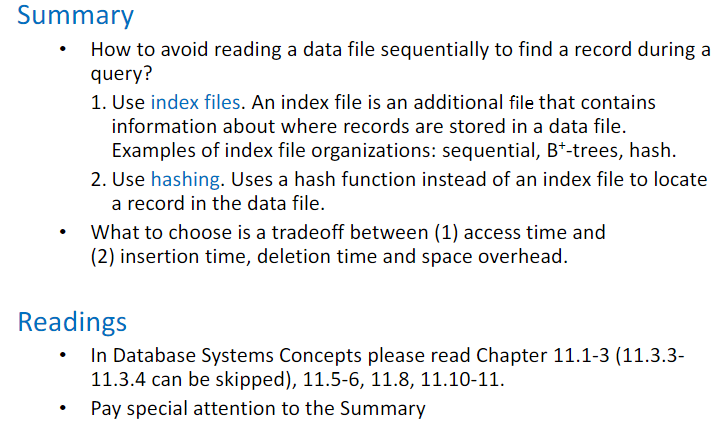 Summary
• How to avoid reading a data file sequentially to find a record during a
query?
1. Use index files. An index file is an additional file that contains
information about where records are stored in a data file.
Examples of index file organizations: sequential, B⁺-trees, hash.
2. Use hashing. Uses a hash function instead of an index file to locate
a record in the data file.
• What to choose is a tradeoff between (1) access time and
(2) insertion time, deletion time and space overhead.
Readings
• In Database Systems Concepts please read Chapter 11.1-3 (11.3.3-
11.3.4 can be skipped), 11.5-6, 11.8, 11.10-11.
• Pay special attention to the Summary